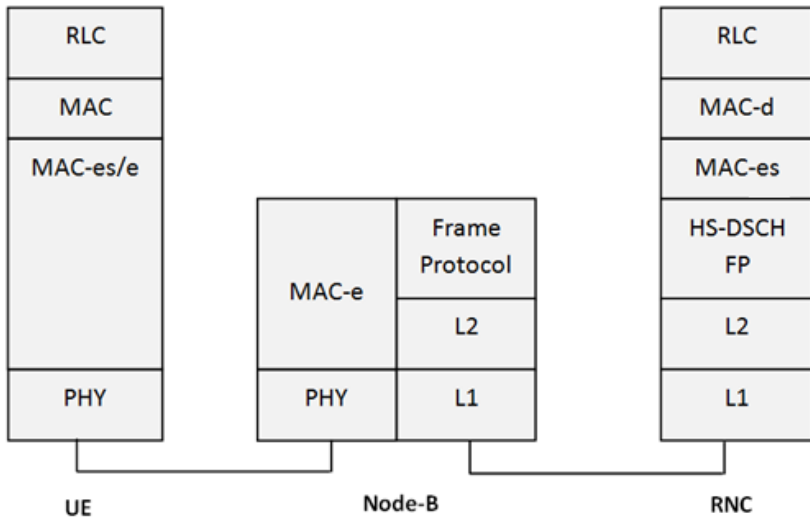 RLC
MAC
MAC-es/e
PHY
UE
MAC-e
PHY
Frame
Protocol
L2
L1
Node-B
RLC
MAC-d
MAC-es
HS-DSCH
FP
L2
L1
RNC